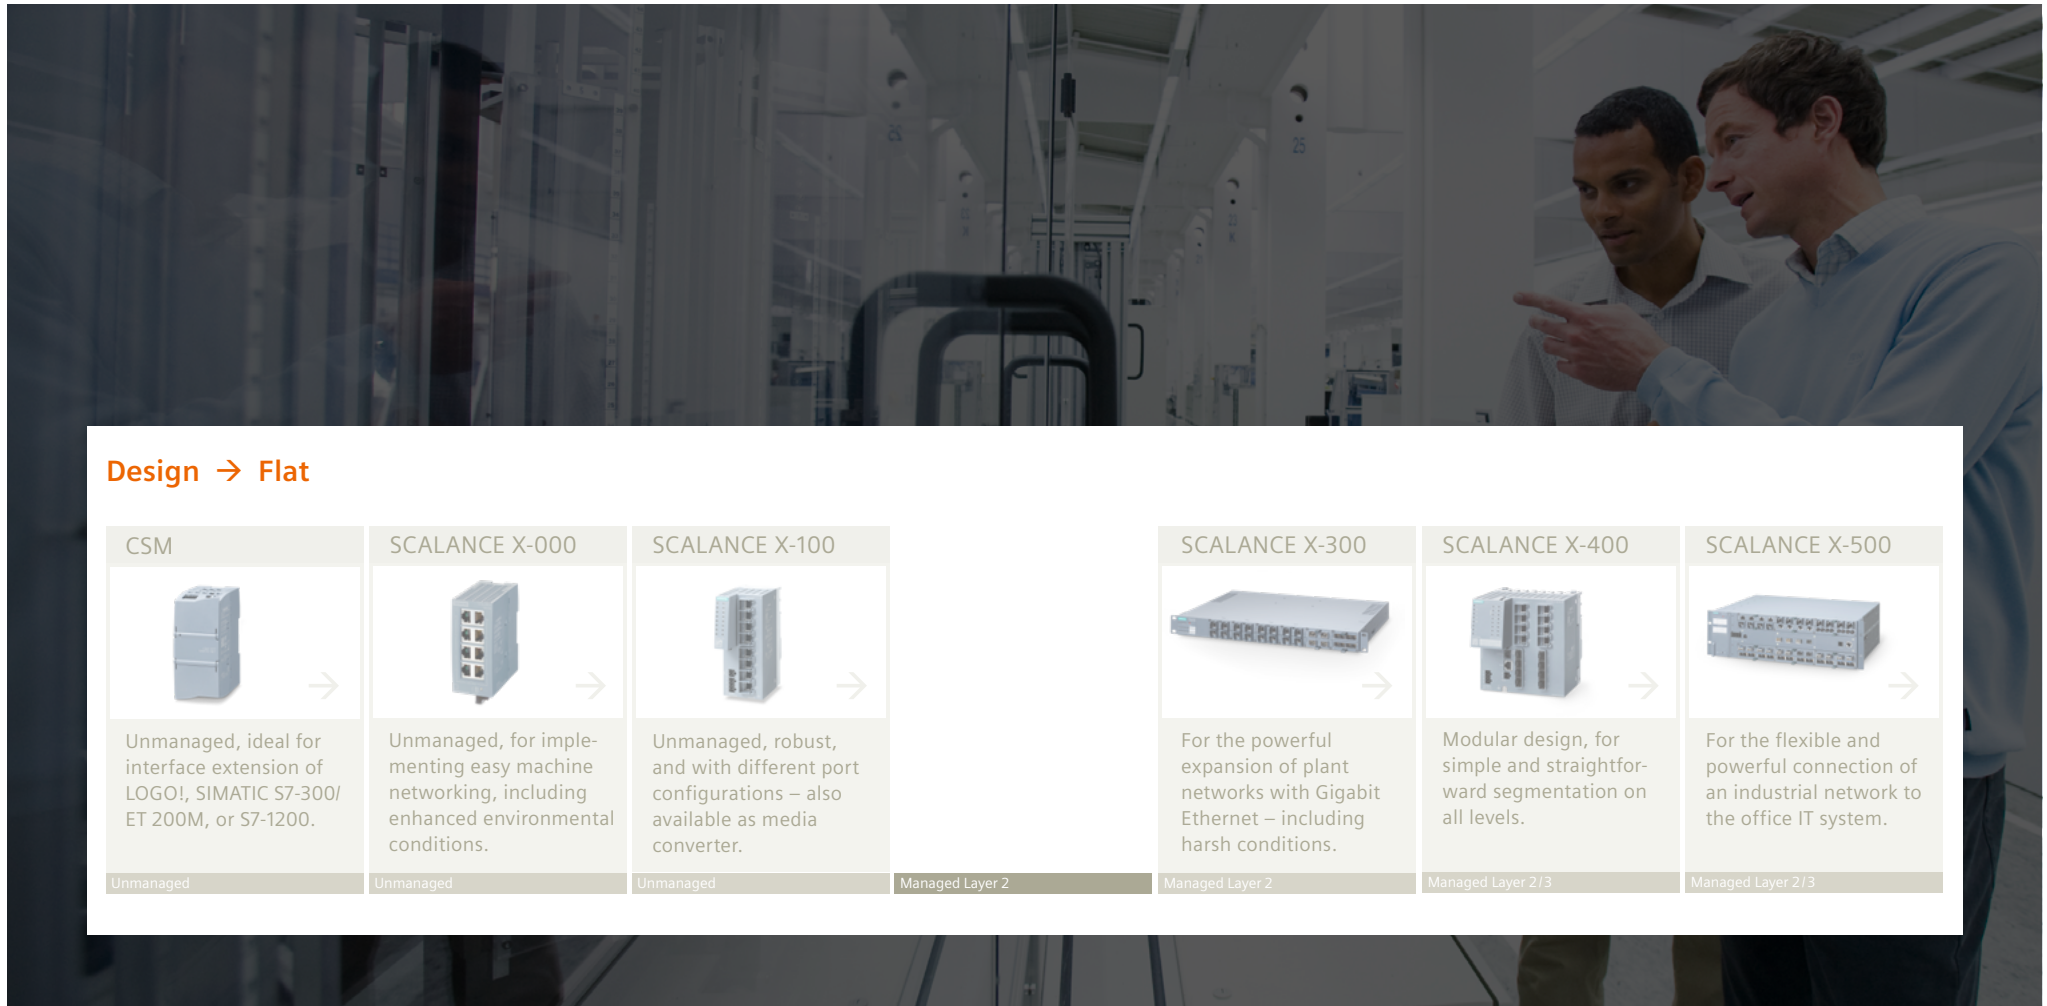 Design → Flat
CSM
Unmanaged, ideal for
interface extension of
LOGO!, SIMATIC S7-300/
ET 200M, or S7-1200.
Unmanaged
SCALANCE X-000
Unmanaged, for imple-
menting easy machine
networking, including
enhanced environmental
conditions.
Unmanaged
SCALANCE X-100
Unmanaged, robust,
and with different port
configurations – also
available as media
converter.
Unmanaged
Managed Layer 2
SCALANCE X-300
For the powerful
expansion of plant
networks with Gigabit
Ethernet – including
harsh conditions.
Managed Layer 2
SCALANCE X-400
Modular design, for
simple and straightfor-
ward segmentation on
all levels.
Managed Layer 2/3
SCALANCE X-500
For the flexible and
powerful connection of
an industrial network to
the office IT system.
Managed Layer 2/3
25
25